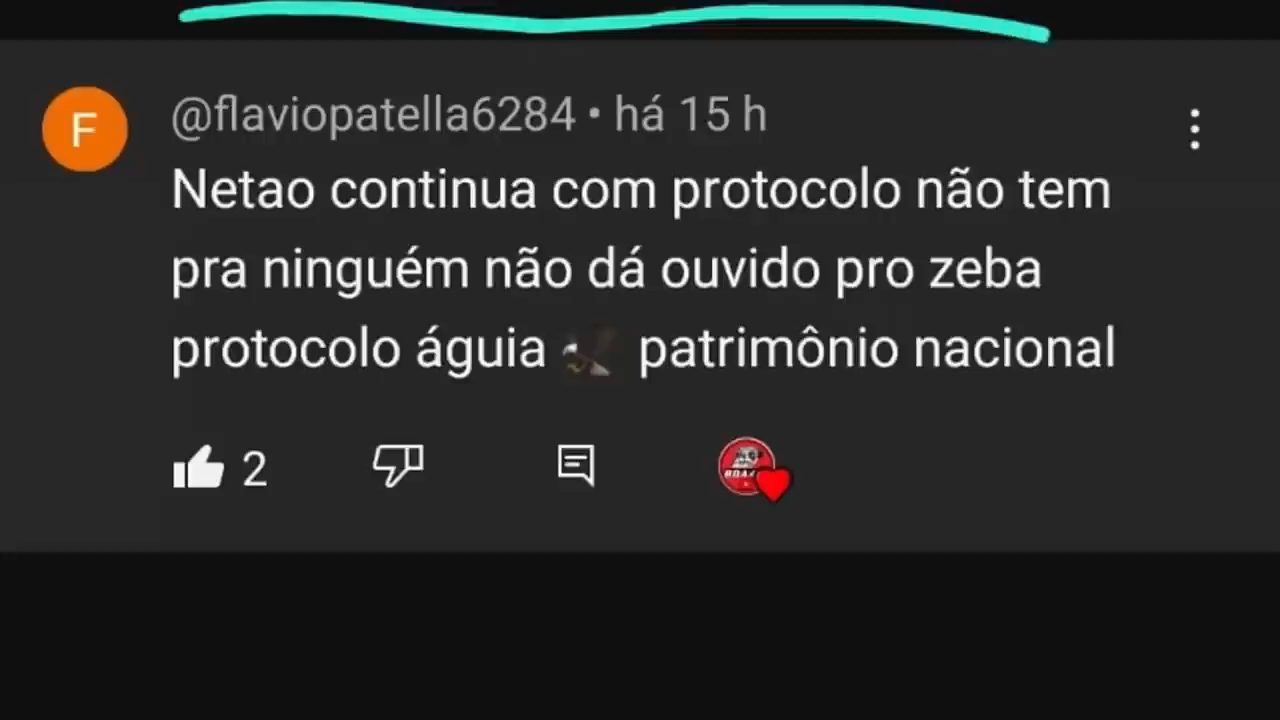 F
@flaviopatella6284 • há 15 h
Netao continua com protocolo não tem
pra ninguém não dá ouvido pro zeba
protocolo águia 🦅 patrimônio nacional
2